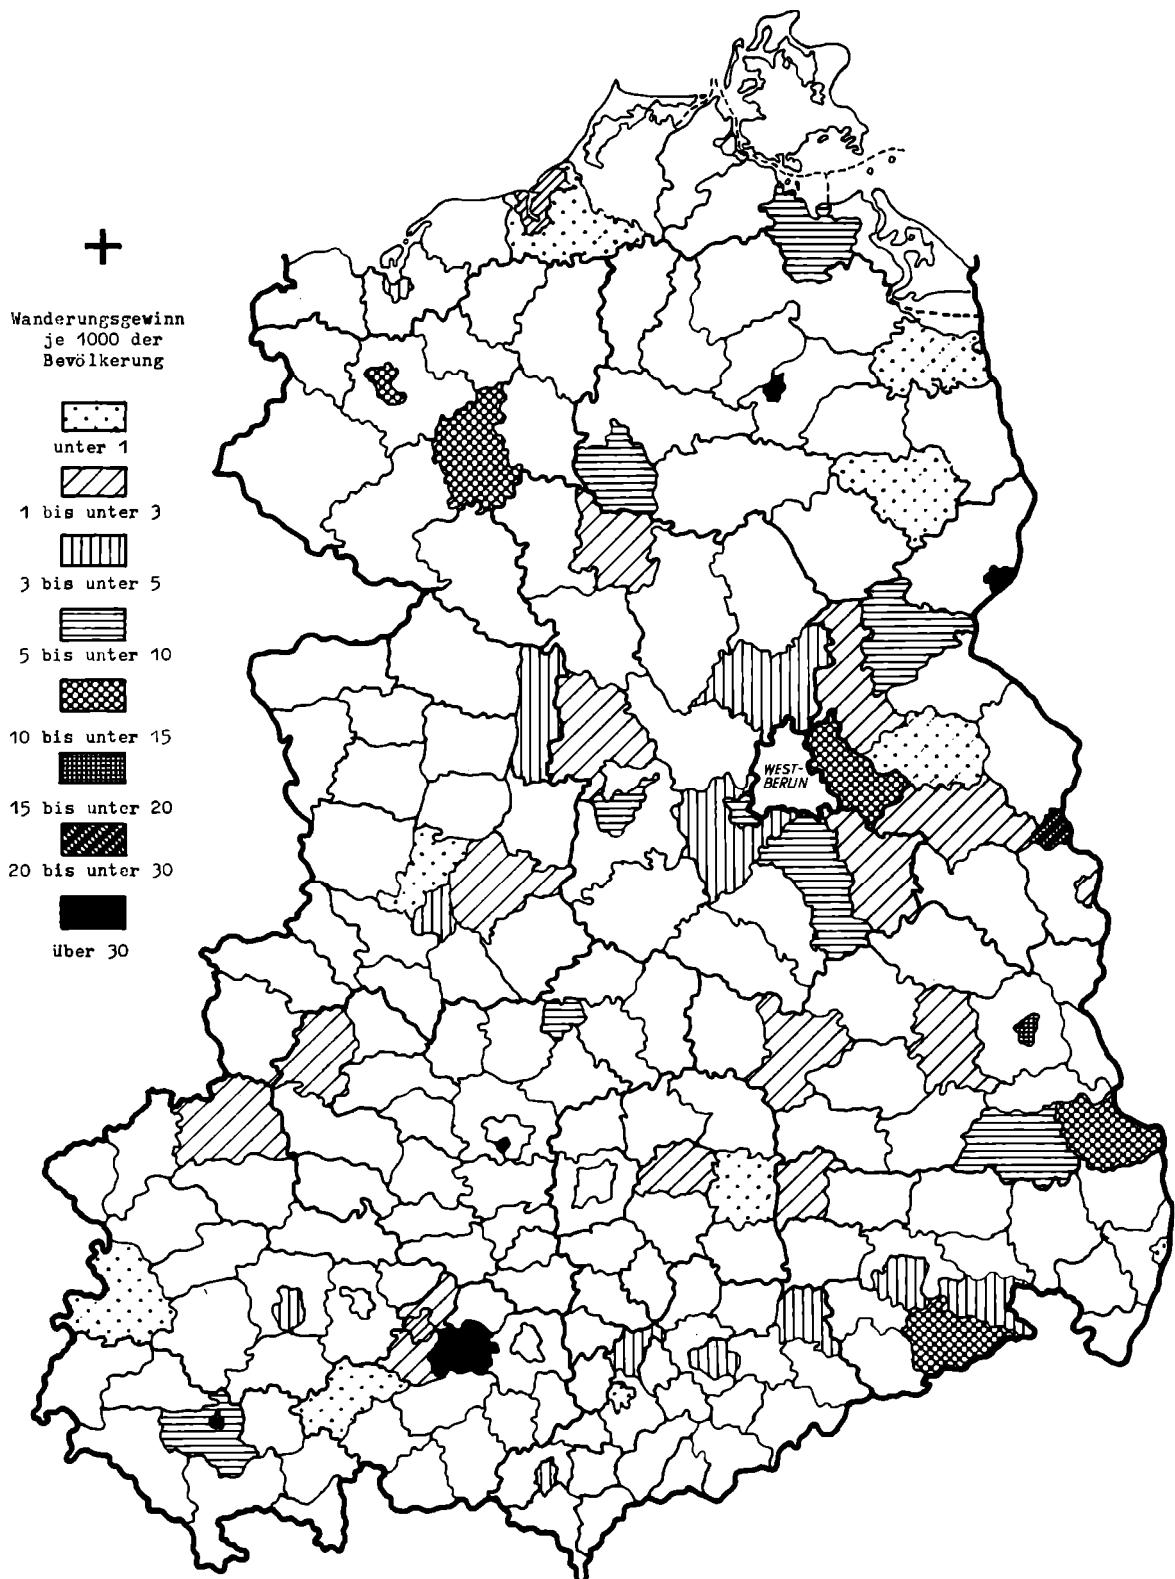 +
Wanderungsgewinn
je 1000 der
Bevölkerung
unter 1
1 bis unter 3
3 bis unter 5
5 bis unter 10
10 bis unter 15
15 bis unter 20
20 bis unter 30
über 30
WEST-
BERLIN